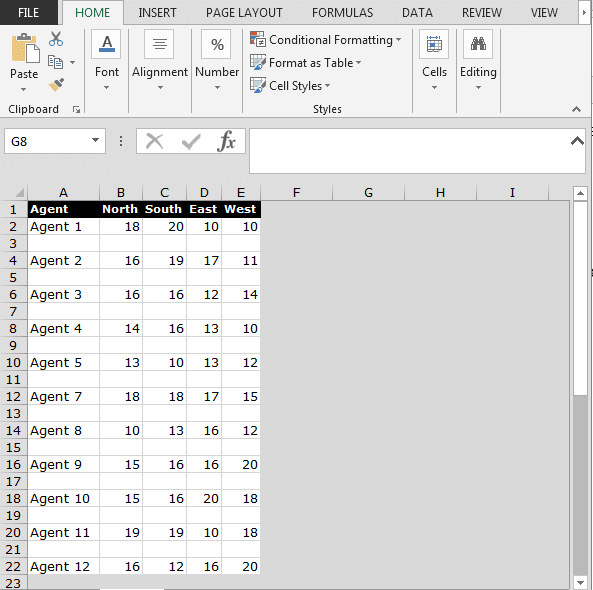 FILE HOME INSERT PAGE LAYOUT FORMULAS DATA REVIEW VIEW
Paste
Clipboard
Font
Alignment
%
Number
Conditional Formatting
Format as Table
Cell Styles
Styles
Cells
Editing
G8 fx
A B C D E F G H I
1 Agent North South East West
2 Agent 1 18 20 10 10
3
4 Agent 2 16 19 17 11
5
6 Agent 3 16 16 12 14
7
8 Agent 4 14 16 13 10
9
10 Agent 5 13 10 13 12
11
12 Agent 7 18 18 17 15
13
14 Agent 8 10 13 16 12
15
16 Agent 9 15 16 16 20
17
18 Agent 10 15 16 20 18
19
20 Agent 11 19 19 10 18
21
22 Agent 12 16 12 16 20
23